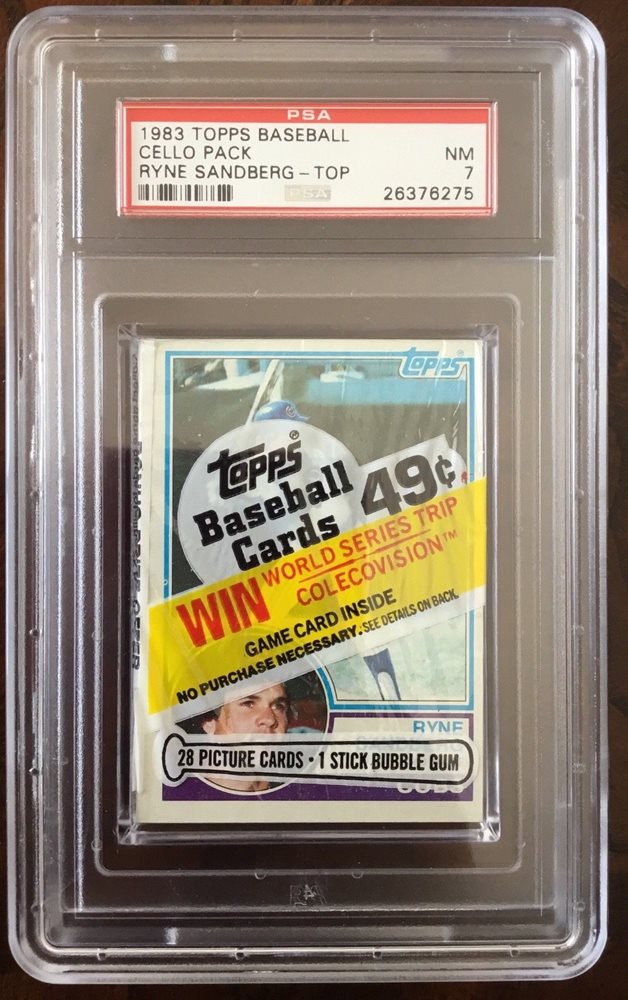 PSA
1983 TOPPS BASEBALL
CELLO PACK NM
RYNE SANDBERG - TOP 7
PSA 26376275
topps
topps®
Baseball 49¢
Cards
WIN WORLD SERIES TRIP
COLECOVISION™
GAME CARD INSIDE
NO PURCHASE NECESSARY. SEE DETAILS ON BACK.
RYNE
28 PICTURE CARDS • 1 STICK BUBBLE GUM